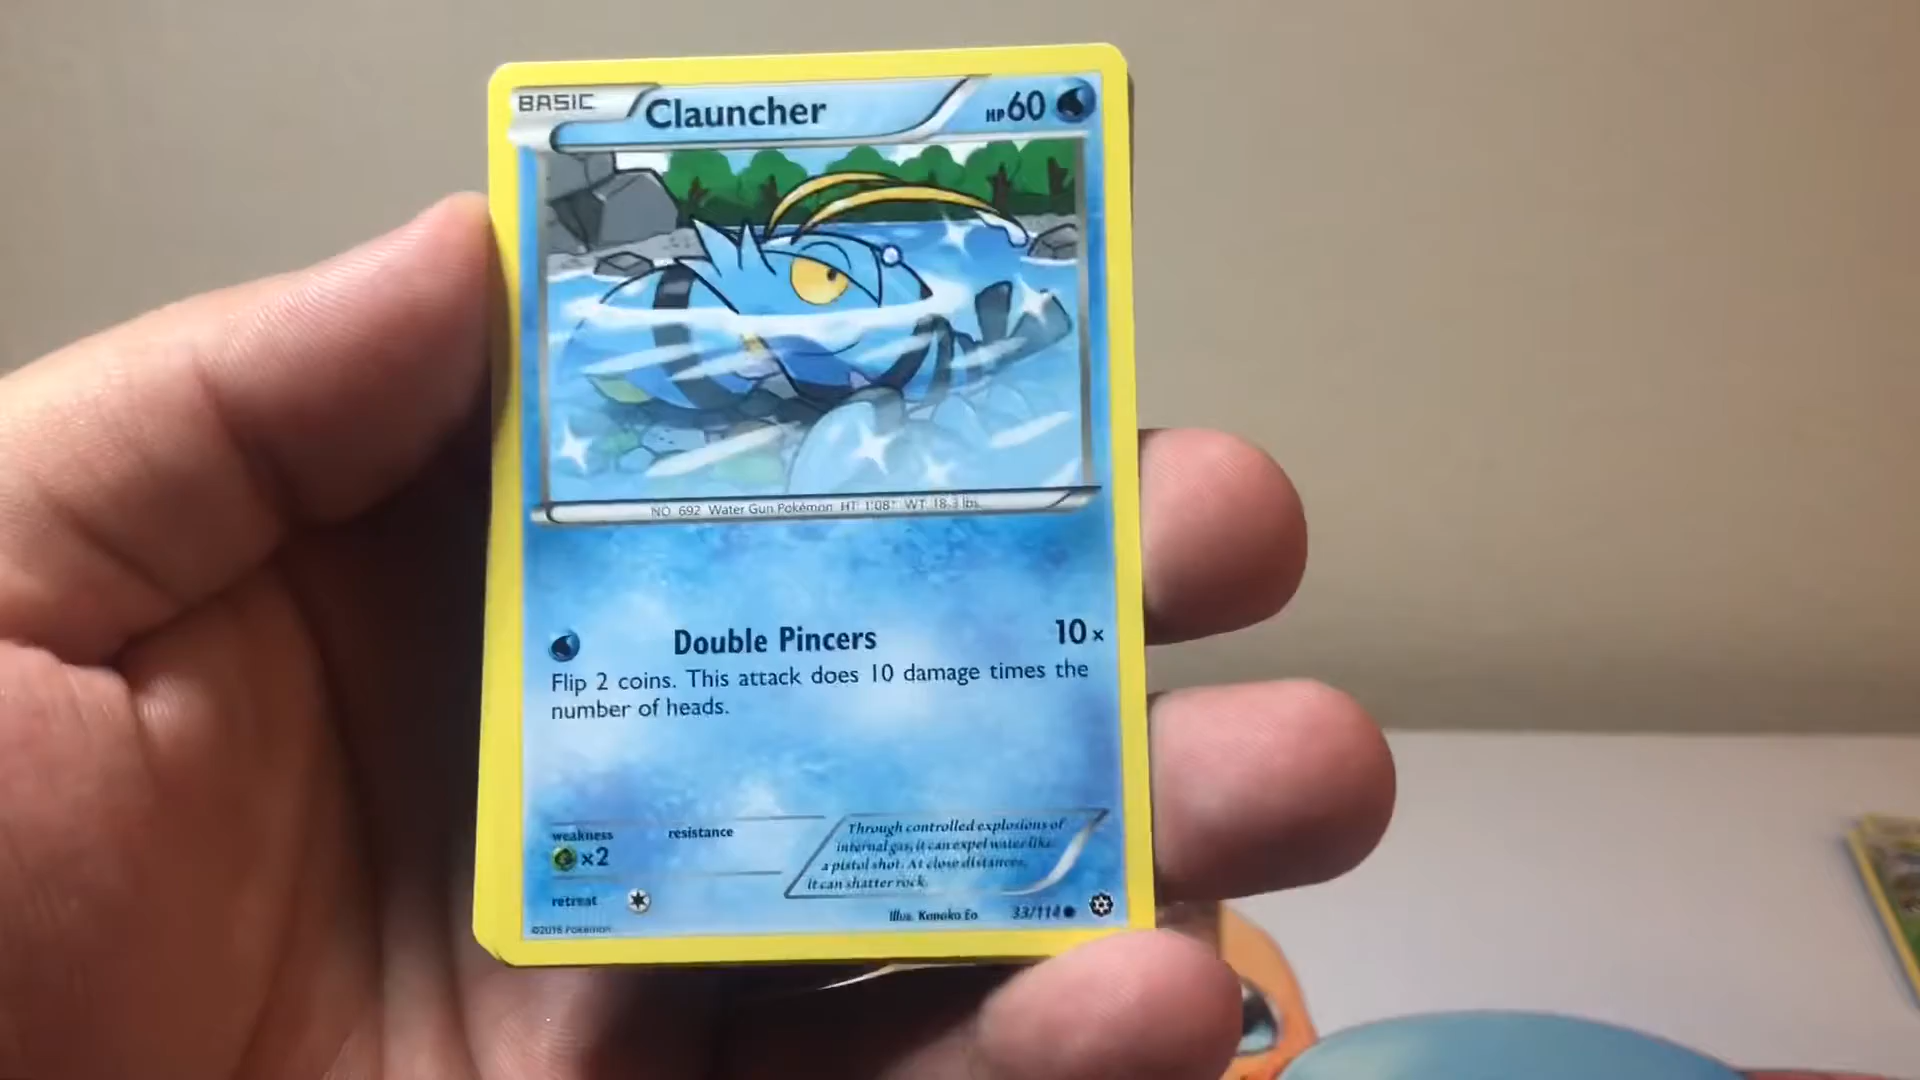 BASIC Clauncher HP60
NO. 692 Water Gun Pokémon HT: 1'08" WT: 18.3 lbs.
Double Pincers 10×
Flip 2 coins. This attack does 10 damage times the
number of heads.
weakness resistance
×2
Through controlled explosions of
internal gas, it can expel water like
a pistol shot. At close distances,
it can shatter rock.
retreat
Illus. Kanako Eo 33/114
©2016 Pokémon